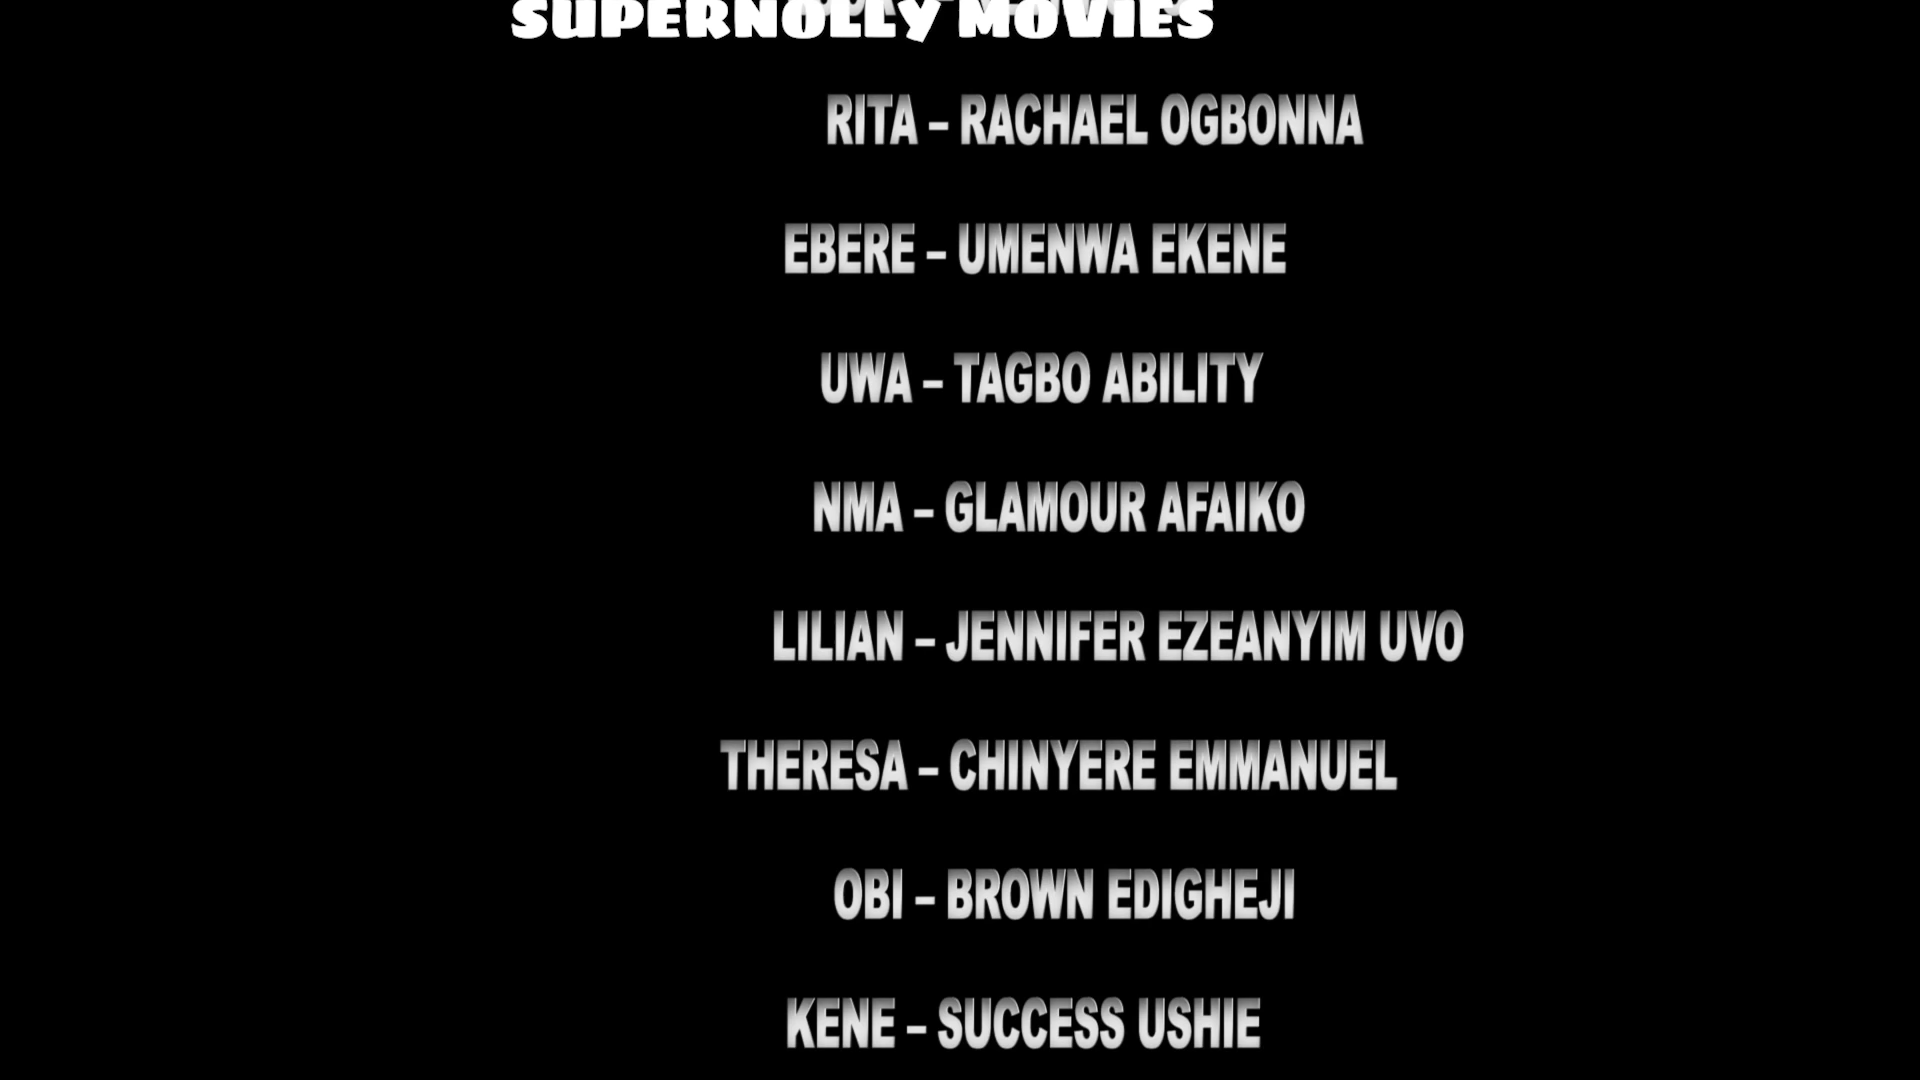 SUPERNOLLY MOVIES
RITA – RACHAEL OGBONNA
EBERE – UMENWA EKENE
UWA – TAGBO ABILITY
NMA – GLAMOUR AFAIKO
LILIAN – JENNIFER EZEANYIM UVO
THERESA – CHINYERE EMMANUEL
OBI – BROWN EDIGHEJI
KENE – SUCCESS USHIE